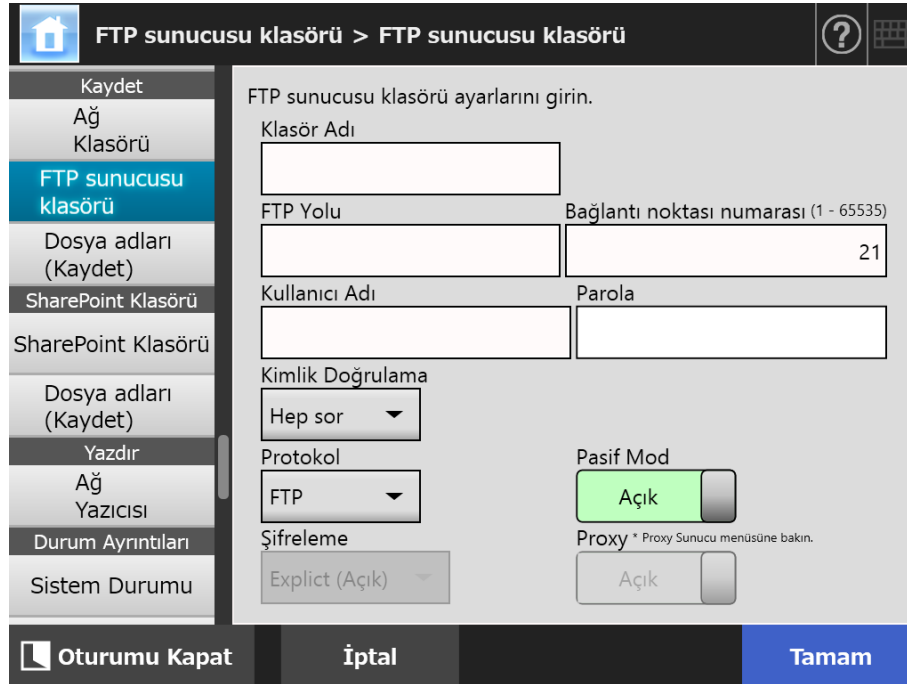 FTP sunucusu klasörü > FTP sunucusu klasörü
?
Kaydet
Ağ
Klasörü
FTP sunucusu
klasörü
Dosya adları
(Kaydet)
SharePoint Klasörü
SharePoint Klasörü
Dosya adları
(Kaydet)
Yazdır
Ağ
Yazıcısı
Durum Ayrıntıları
Sistem Durumu
FTP sunucusu klasörü ayarlarını girin.
Klasör Adı
FTP Yolu
Bağlantı noktası numarası (1 - 65535)
21
Kullanıcı Adı
Parola
Kimlik Doğrulama
Hep sor
Protokol
Pasif Mod
FTP
Açık
Şifreleme
Proxy * Proxy Sunucu menüsüne bakın.
Explict (Açık)
Açık
Oturumu Kapat
İptal
Tamam